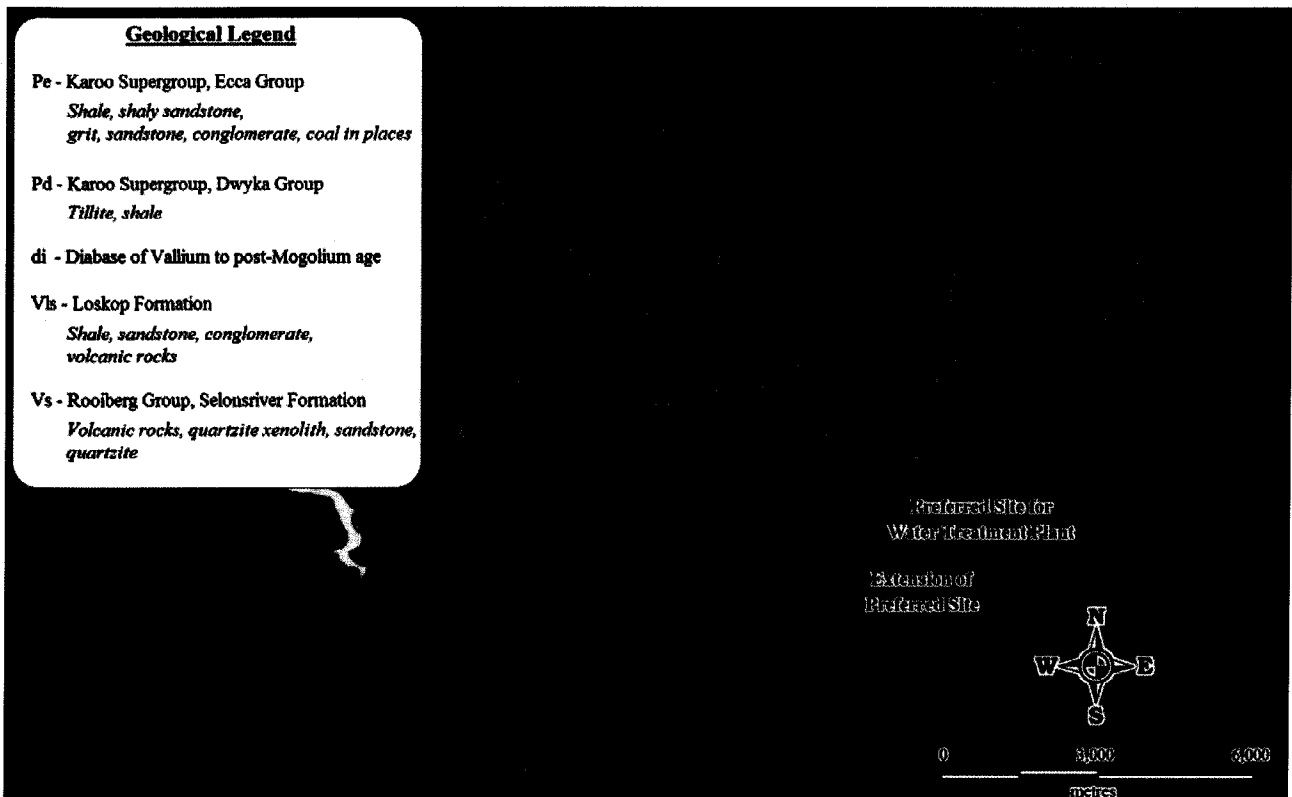 Geological Legend
Pe - Karoo Supergroup, Ecca Group
Shale, shaly sandstone,
grit, sandstone, conglomerate, coal in places
Pd - Karoo Supergroup, Dwyka Group
Tillite, shale
di - Diabase of Vallium to post-Mogolium age
Vls - Loskop Formation
Shale, sandstone, conglomerate,
volcanic rocks
Vs - Rooiberg Group, Selonsriver Formation
Volcanic rocks, quartzite xenolith, sandstone,
quartzite
Preferred Site for
Water Treatment Plant
Extension of
Preferred Site
N
W E
S
0 3,000 6,000
metres